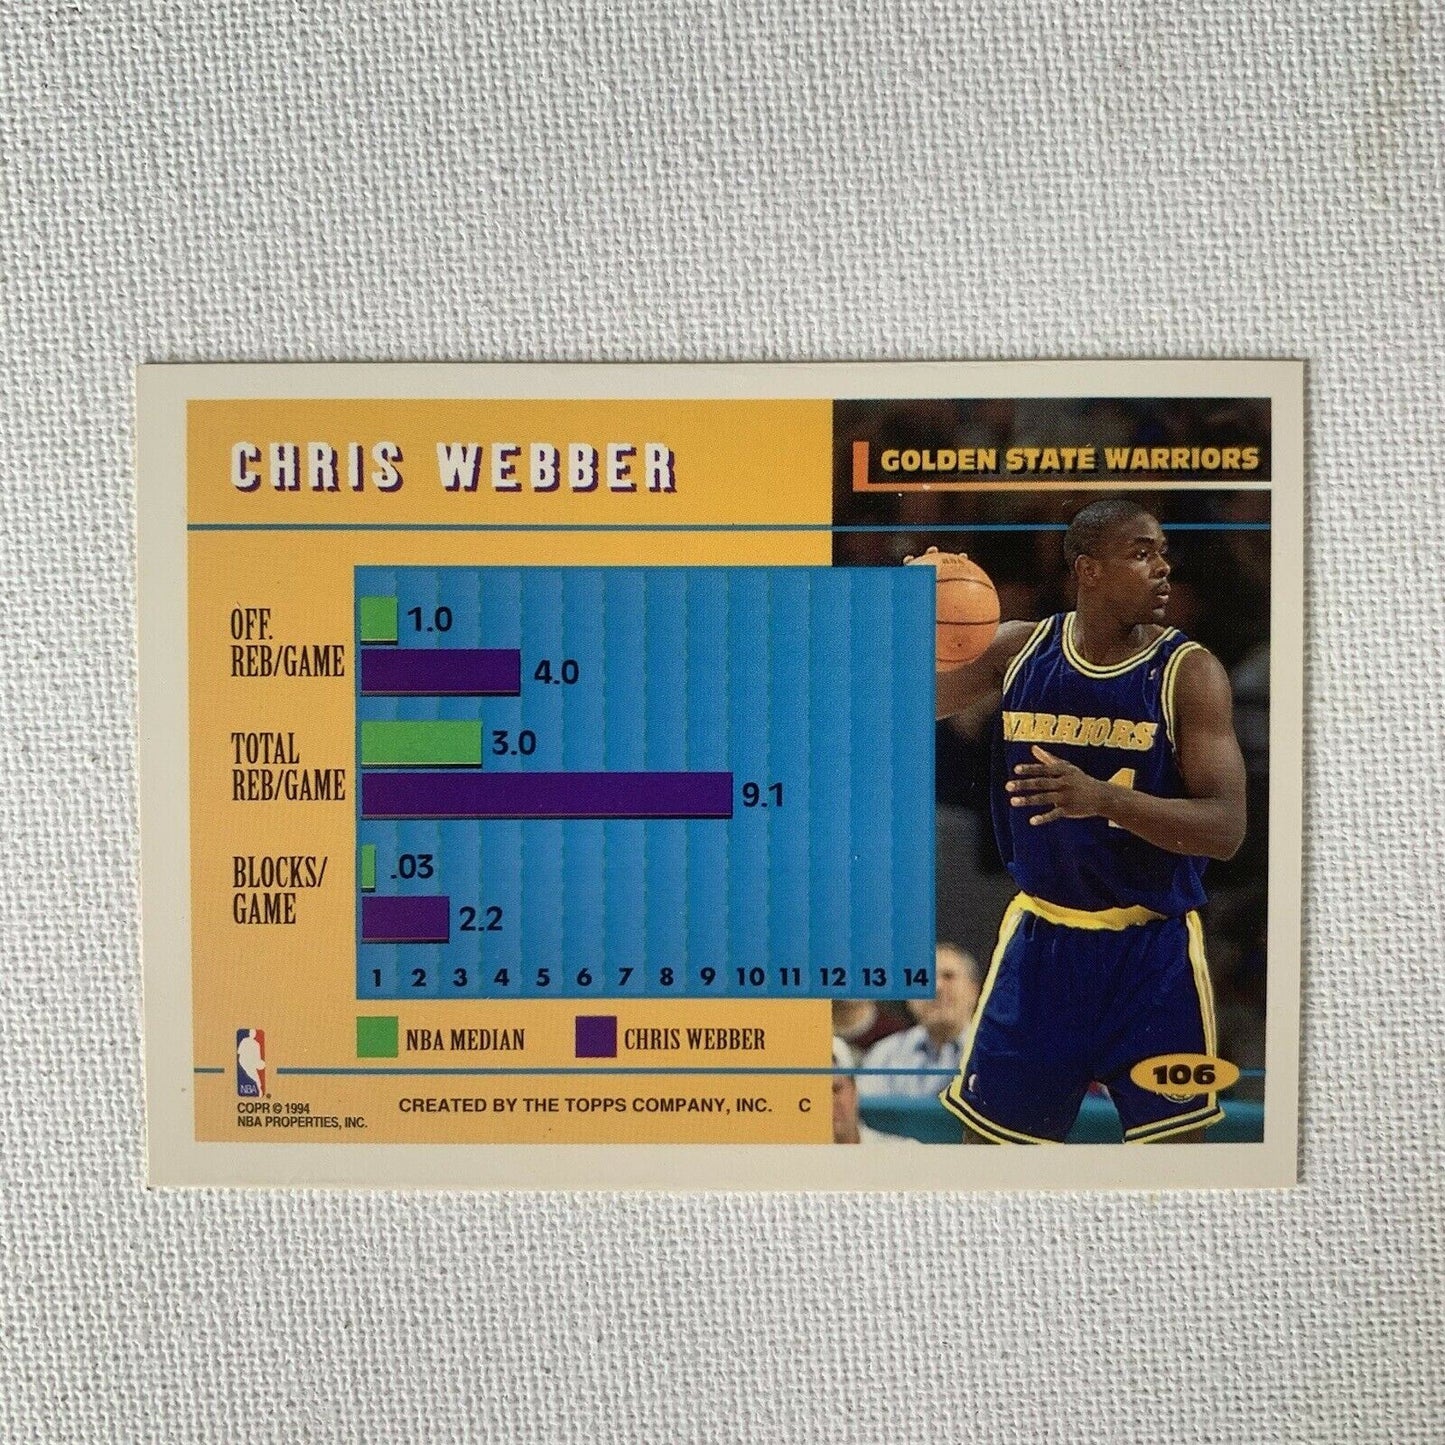 CHRIS WEBBER
GOLDEN STATE WARRIORS
OFF.
REB/GAME
1.0
4.0
TOTAL
REB/GAME
3.0
9.1
BLOCKS/
GAME
.03
2.2
1 2 3 4 5 6 7 8 9 10 11 12 13 14
NBA MEDIAN CHRIS WEBBER
WARRIORS
4
NBA
COPR © 1994
NBA PROPERTIES, INC.
CREATED BY THE TOPPS COMPANY, INC. C
106